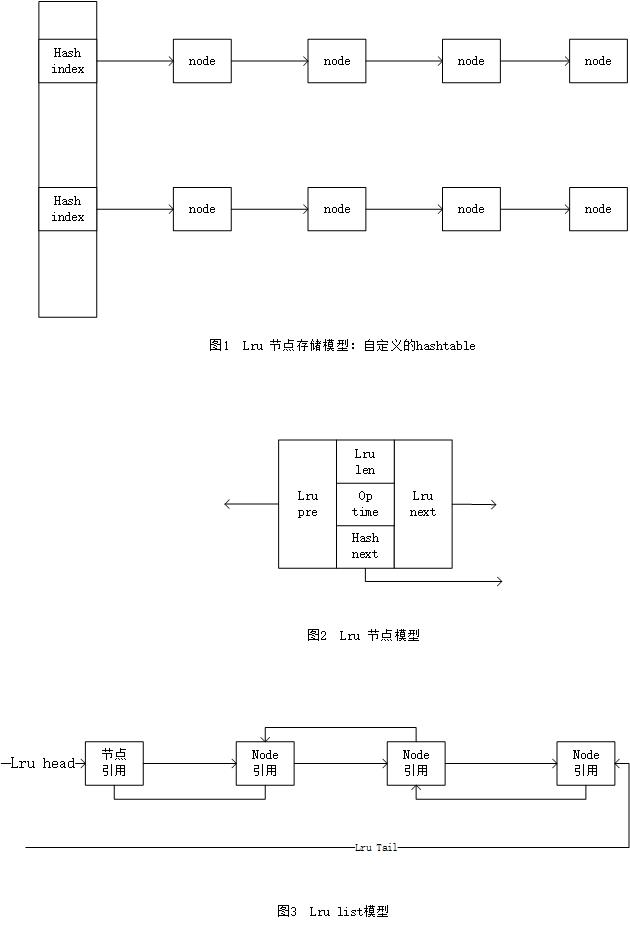 Hash
index
node
node
node
node
Hash
index
node
node
node
node
图1 Lru 节点存储模型：自定义的hashtable
Lru
pre
Lru
len
Op
time
Hash
next
Lru
next
图2 Lru 节点模型
Lru head
节点
引用
Node
引用
Node
引用
Node
引用
Lru Tail
图3 Lru list模型